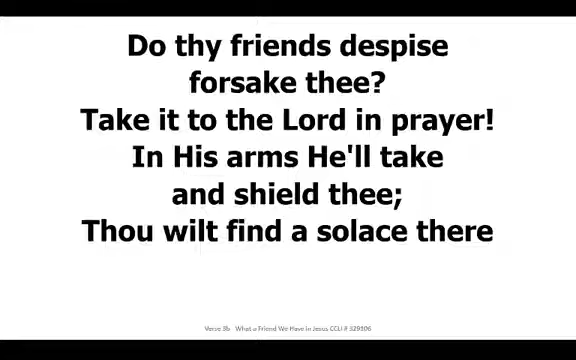 Do thy friends despise
forsake thee?
Take it to the Lord in prayer!
In His arms He'll take
and shield thee;
Thou wilt find a solace there
Verse 3b What a Friend We Have in Jesus CCLI # 329106